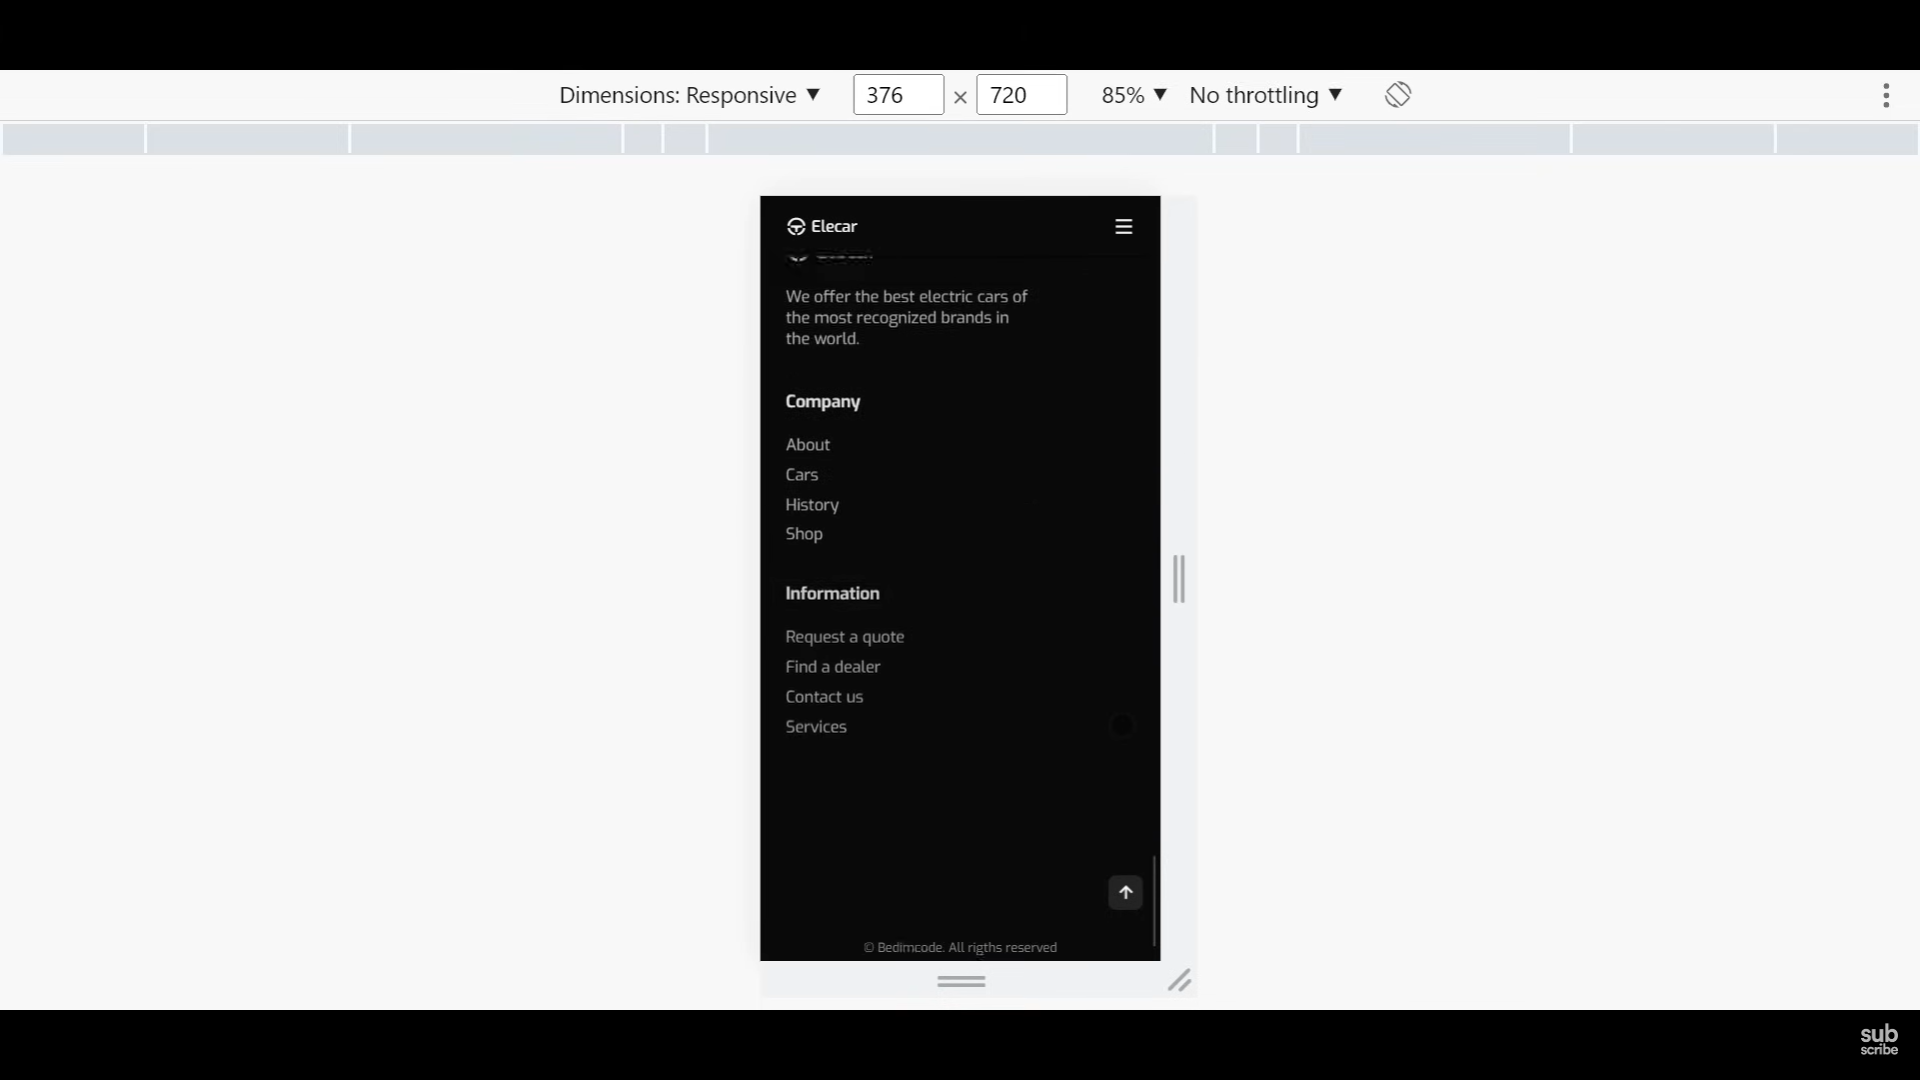 Dimensions: Responsive ▼ 376 × 720 85% ▼ No throttling ▼
Elecar
We offer the best electric cars of
the most recognized brands in
the world.
Company
About
Cars
History
Shop
Information
Request a quote
Find a dealer
Contact us
Services
© Bedimcode. All rigths reserved
sub
scribe